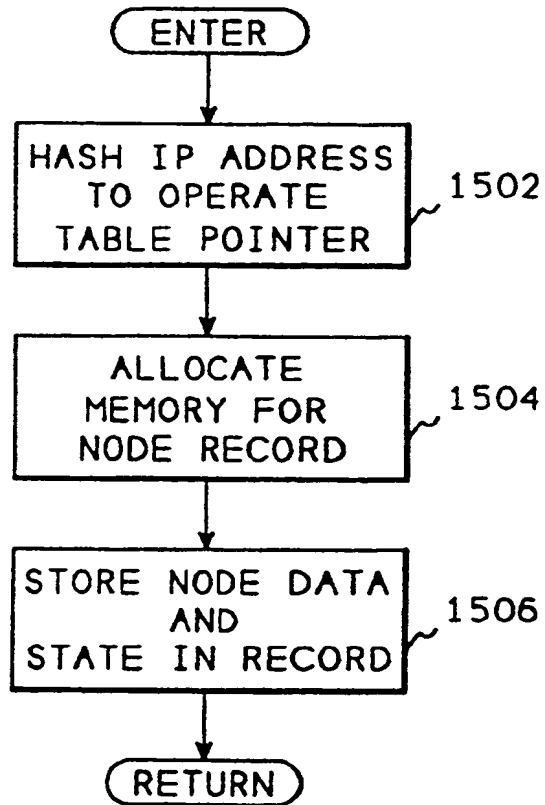 ENTER
HASH IP ADDRESS
TO OPERATE
TABLE POINTER
1502
ALLOCATE
MEMORY FOR
NODE RECORD
1504
STORE NODE DATA
AND
STATE IN RECORD
1506
RETURN